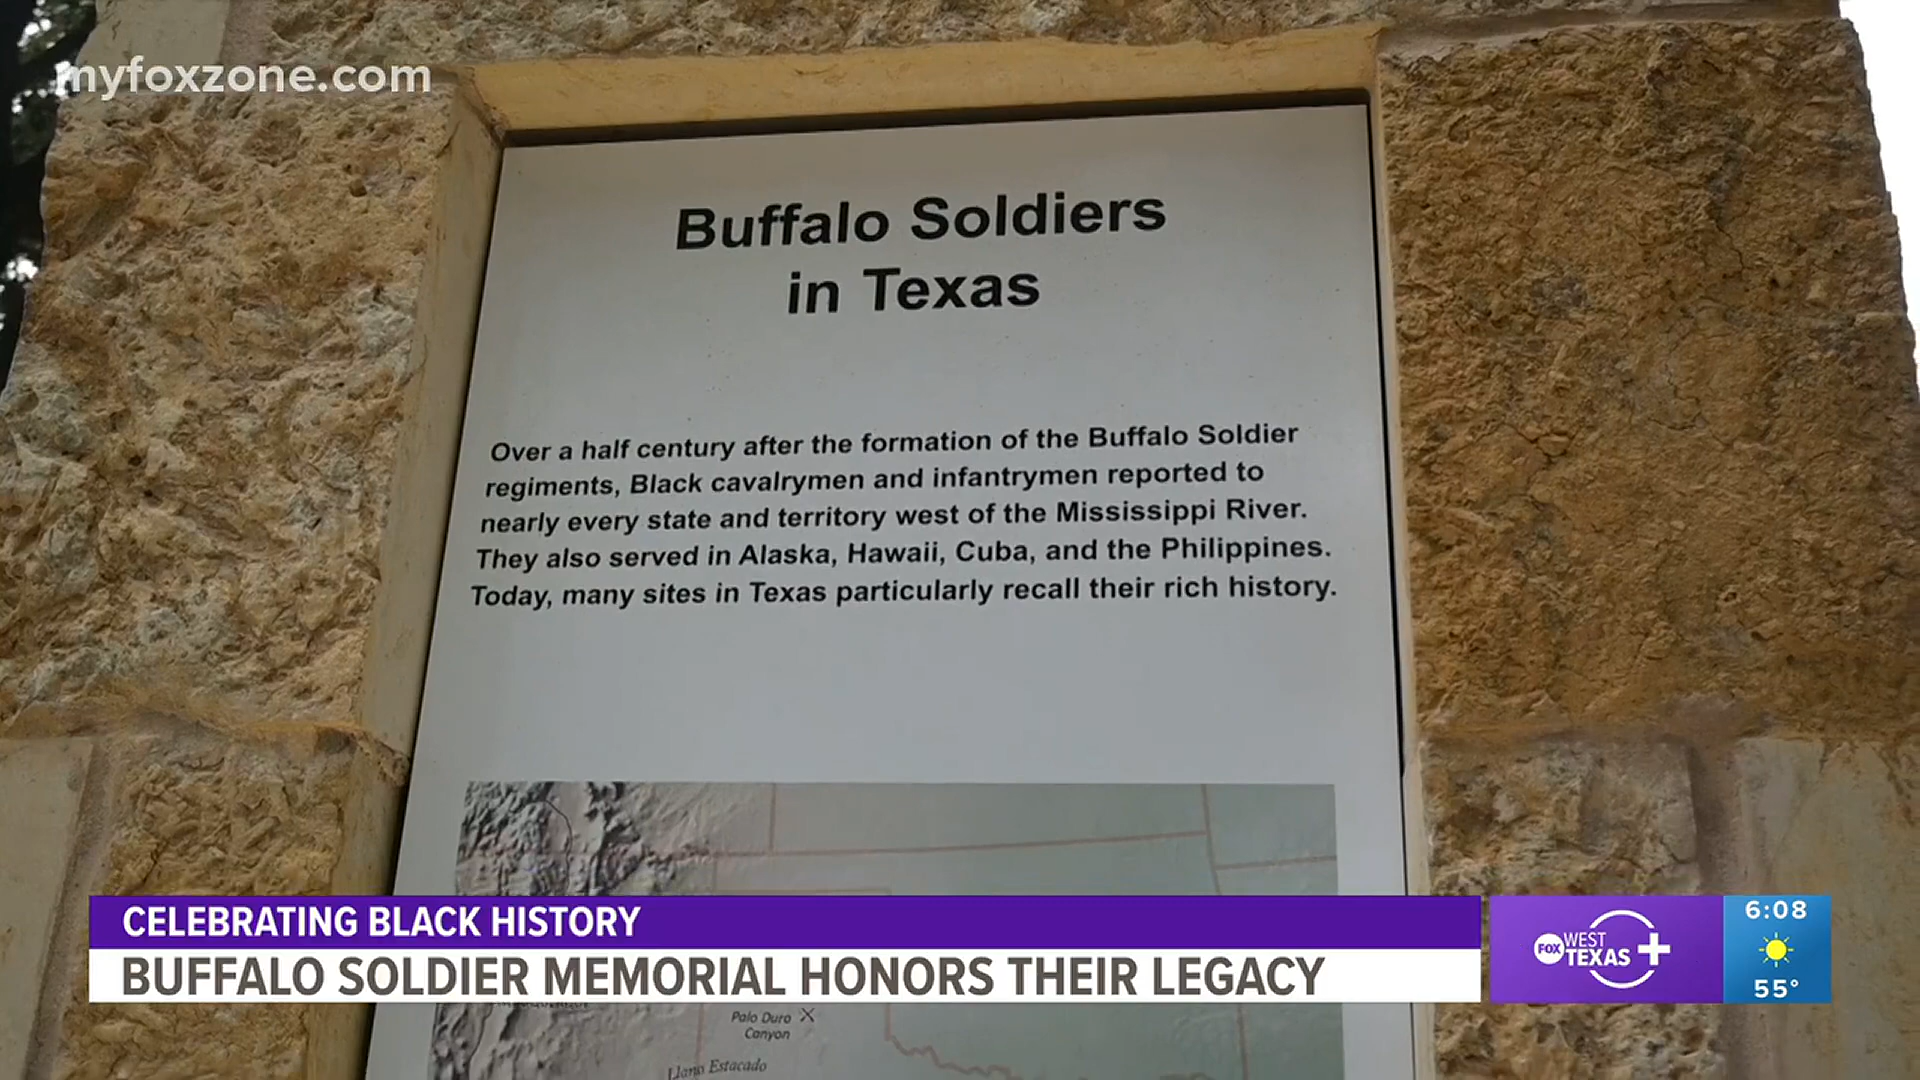 myfoxzone.com
Buffalo Soldiers
in Texas
Over a half century after the formation of the Buffalo Soldier
regiments, Black cavalrymen and infantrymen reported to
nearly every state and territory west of the Mississippi River.
They also served in Alaska, Hawaii, Cuba, and the Philippines.
Today, many sites in Texas particularly recall their rich history.
CELEBRATING BLACK HISTORY
BUFFALO SOLDIER MEMORIAL HONORS THEIR LEGACY
FOX WEST TEXAS +
6:08
55°
Palo Duro
Canyon
Llano Estacado